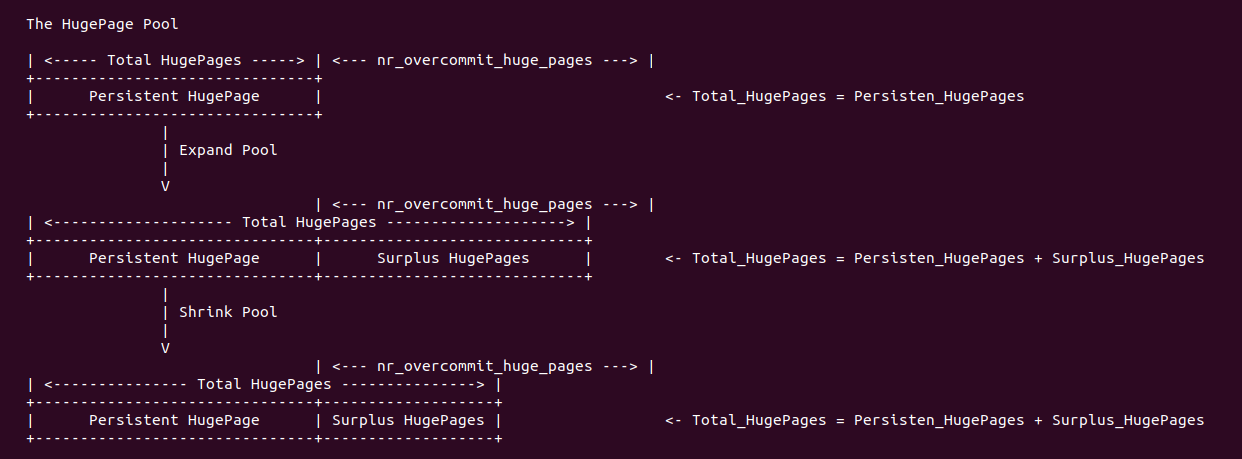 The HugePage Pool
| <----- Total HugePages -----> | <--- nr_overcommit_huge_pages ---> |
+-------------------------------+
|      Persistent HugePage      |                                      <- Total_HugePages = Persisten_HugePages
+-------------------------------+
               |
               | Expand Pool
               |
               V
                                | <--- nr_overcommit_huge_pages ---> |
| <-------------------- Total HugePages --------------------> |
+-------------------------------+-----------------------------+
|      Persistent HugePage      |      Surplus HugePages      |        <- Total_HugePages = Persisten_HugePages + Surplus_HugePages
+-------------------------------+-----------------------------+
               |
               | Shrink Pool
               |
               V
                                | <--- nr_overcommit_huge_pages ---> |
| <--------------- Total HugePages ---------------> |
+-------------------------------+-------------------+
|      Persistent HugePage      | Surplus HugePages |                  <- Total_HugePages = Persisten_HugePages + Surplus_HugePages
+-------------------------------+-------------------+